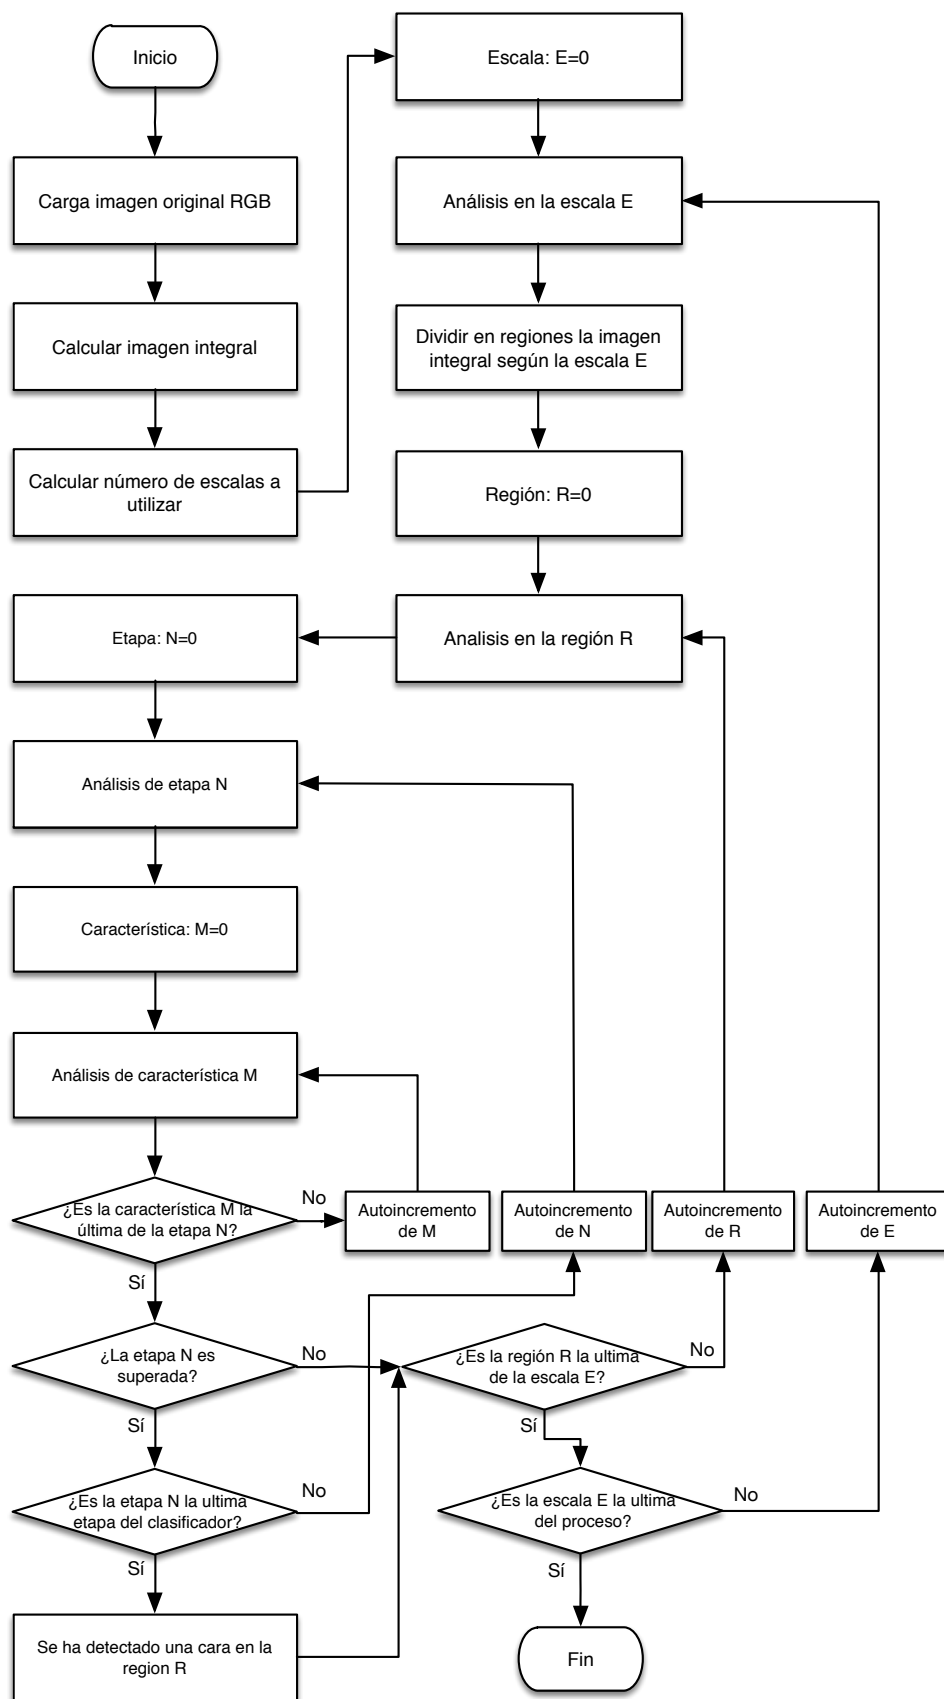 Inicio
Carga imagen original RGB
Calcular imagen integral
Calcular número de escalas a
utilizar
Escala: E=0
Análisis en la escala E
Dividir en regiones la imagen
integral según la escala E
Región: R=0
Analisis en la región R
Etapa: N=0
Análisis de etapa N
Característica: M=0
Análisis de característica M
¿Es la característica M la
última de la etapa N?
No
Autoincremento
de M
Autoincremento
de N
Autoincremento
de R
Autoincremento
de E
Sí
¿La etapa N es
superada?
No
¿Es la región R la ultima
de la escala E?
No
Sí
Sí
¿Es la etapa N la ultima
etapa del clasificador?
No
¿Es la escala E la ultima
del proceso?
No
Sí
Sí
Se ha detectado una cara en la
region R
Fin